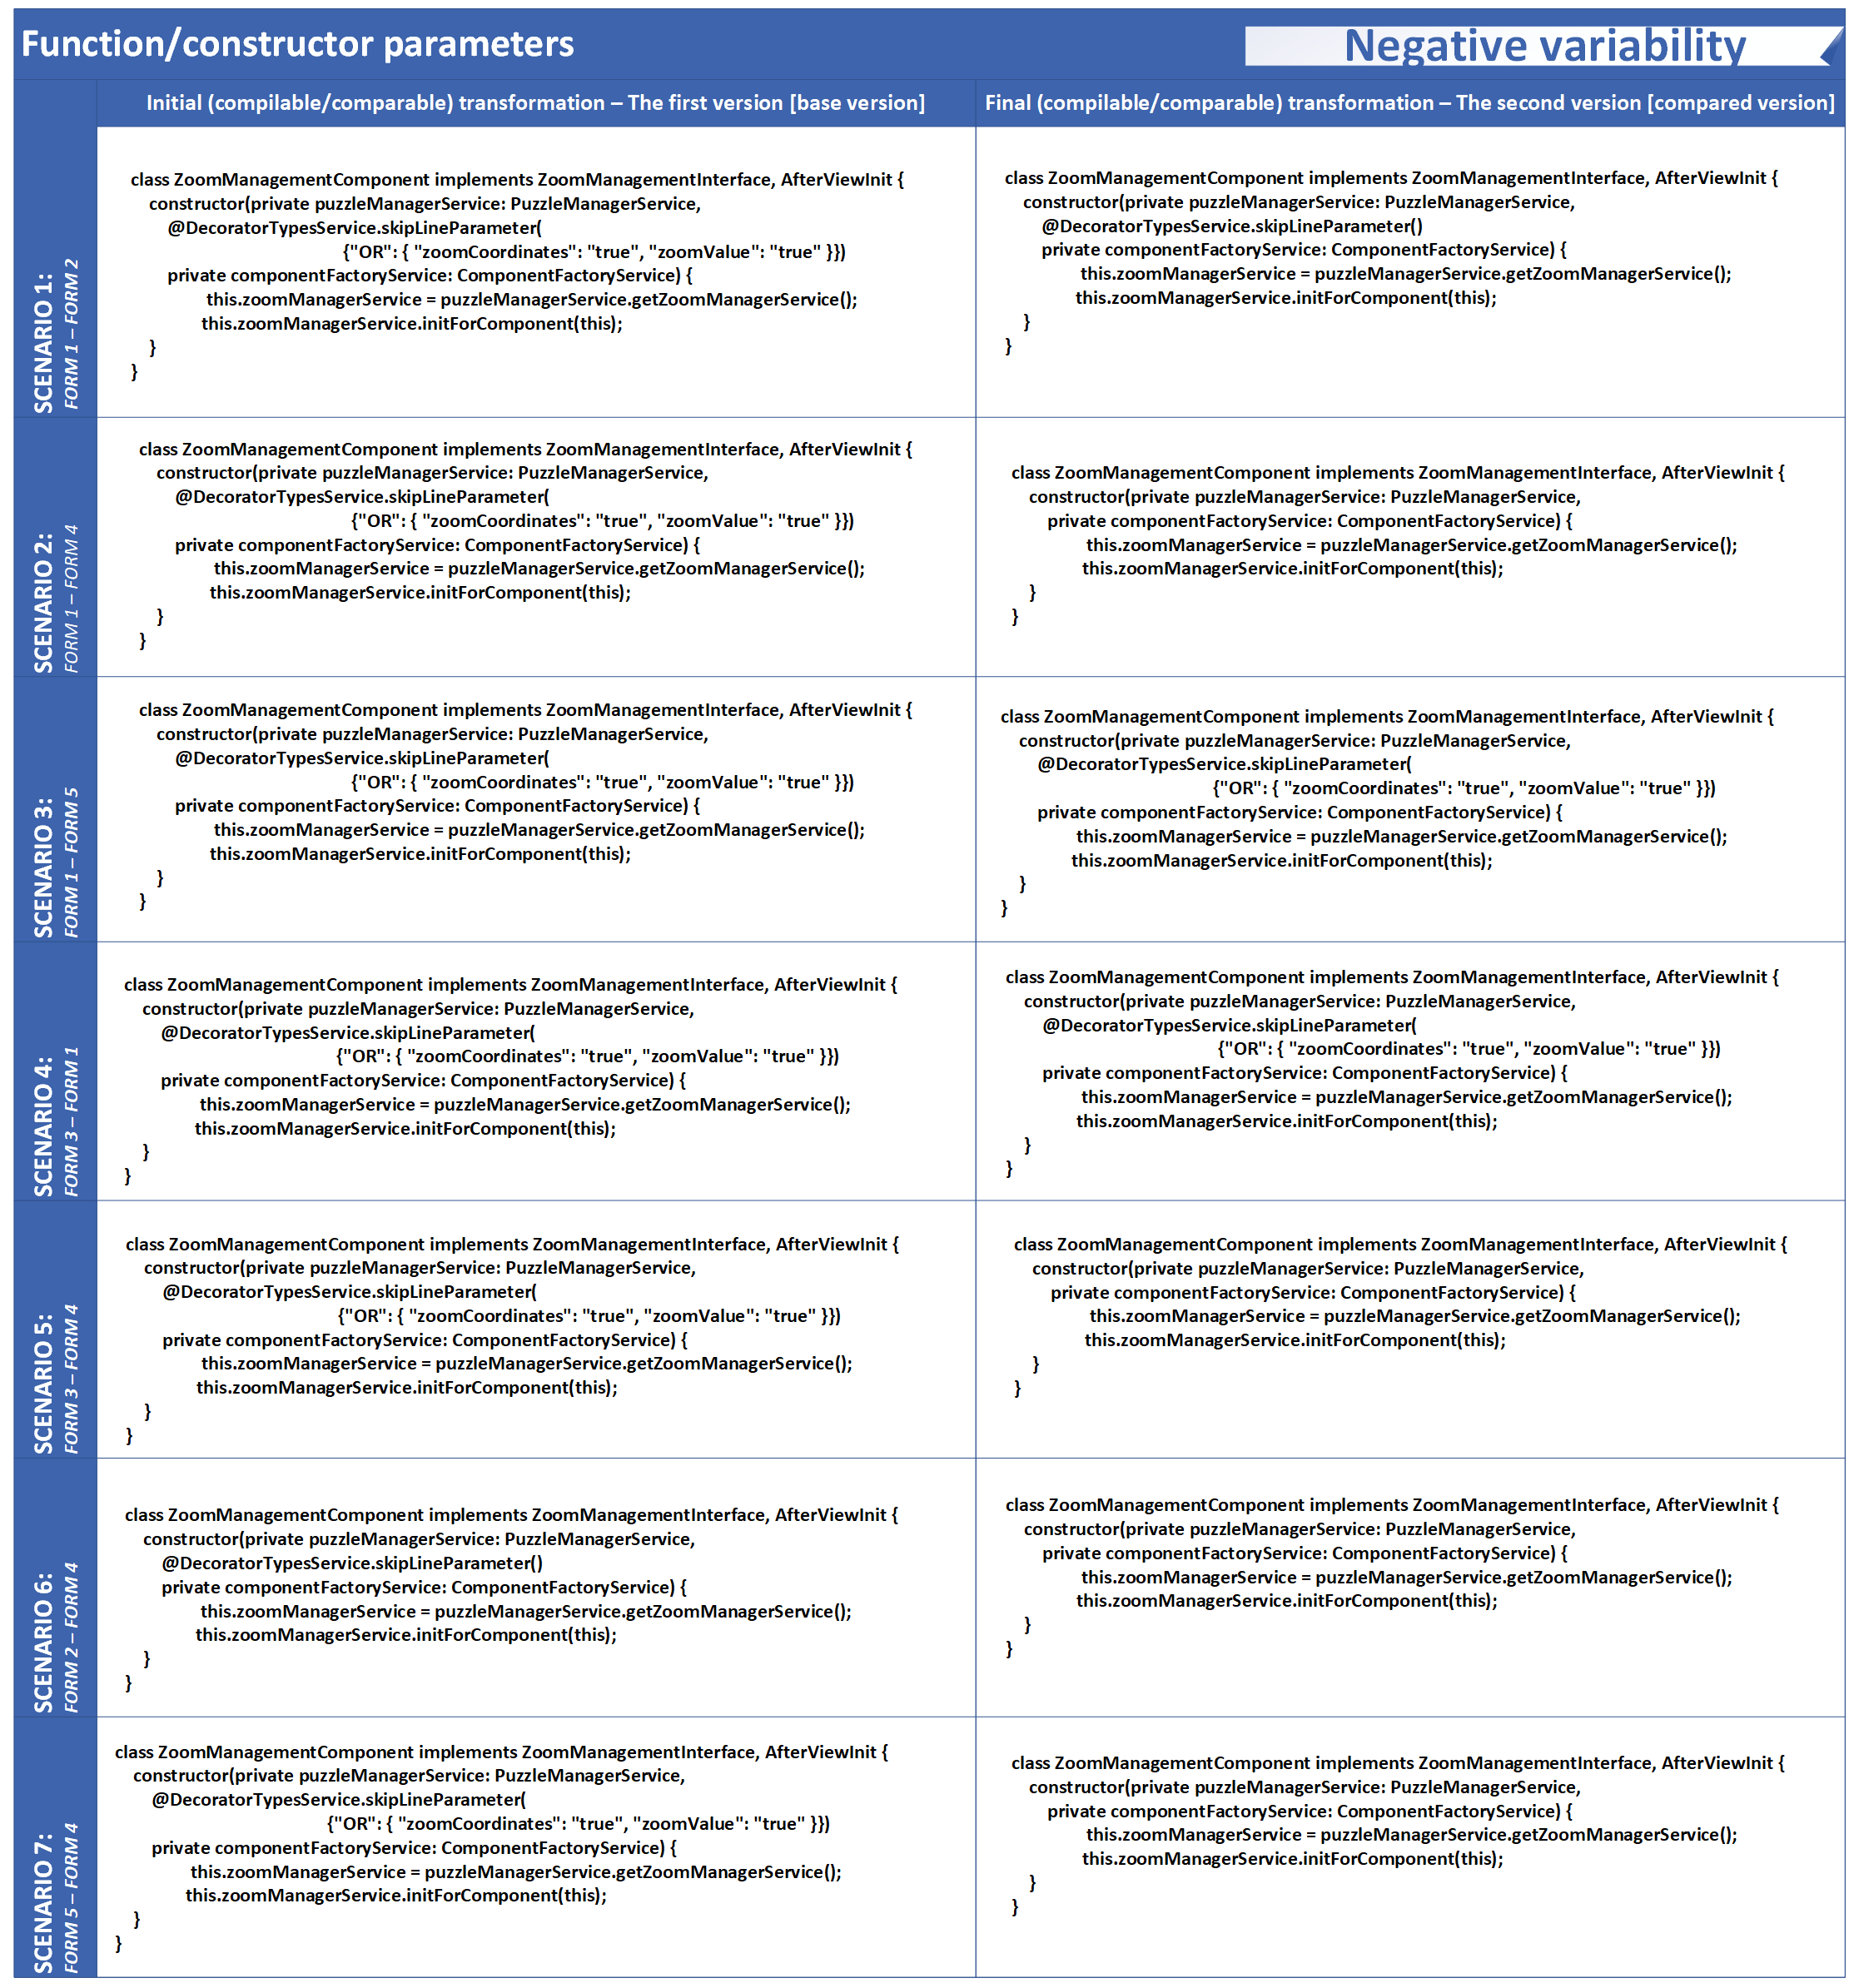 Function/constructor parameters
Negative variability
Initial (compilable/comparable) transformation – The first version [base version]
Final (compilable/comparable) transformation – The second version [compared version]
SCENARIO 1:
FORM 1 – FORM 2
class ZoomManagementComponent implements ZoomManagementInterface, AfterViewInit {
constructor(private puzzleManagerService: PuzzleManagerService,
@DecoratorTypesService.skipLineParameter(
{"OR": { "zoomCoordinates": "true", "zoomValue": "true" }})
private componentFactoryService: ComponentFactoryService) {
this.zoomManagerService = puzzleManagerService.getZoomManagerService();
this.zoomManagerService.initForComponent(this);
}
}
class ZoomManagementComponent implements ZoomManagementInterface, AfterViewInit {
constructor(private puzzleManagerService: PuzzleManagerService,
@DecoratorTypesService.skipLineParameter()
private componentFactoryService: ComponentFactoryService) {
this.zoomManagerService = puzzleManagerService.getZoomManagerService();
this.zoomManagerService.initForComponent(this);
}
}
SCENARIO 2:
FORM 1 – FORM 4
class ZoomManagementComponent implements ZoomManagementInterface, AfterViewInit {
constructor(private puzzleManagerService: PuzzleManagerService,
@DecoratorTypesService.skipLineParameter(
{"OR": { "zoomCoordinates": "true", "zoomValue": "true" }})
private componentFactoryService: ComponentFactoryService) {
this.zoomManagerService = puzzleManagerService.getZoomManagerService();
this.zoomManagerService.initForComponent(this);
}
}
class ZoomManagementComponent implements ZoomManagementInterface, AfterViewInit {
constructor(private puzzleManagerService: PuzzleManagerService,
private componentFactoryService: ComponentFactoryService) {
this.zoomManagerService = puzzleManagerService.getZoomManagerService();
this.zoomManagerService.initForComponent(this);
}
}
SCENARIO 3:
FORM 1 – FORM 5
class ZoomManagementComponent implements ZoomManagementInterface, AfterViewInit {
constructor(private puzzleManagerService: PuzzleManagerService,
@DecoratorTypesService.skipLineParameter(
{"OR": { "zoomCoordinates": "true", "zoomValue": "true" }})
private componentFactoryService: ComponentFactoryService) {
this.zoomManagerService = puzzleManagerService.getZoomManagerService();
this.zoomManagerService.initForComponent(this);
}
}
class ZoomManagementComponent implements ZoomManagementInterface, AfterViewInit {
constructor(private puzzleManagerService: PuzzleManagerService,
@DecoratorTypesService.skipLineParameter(
{"OR": { "zoomCoordinates": "true", "zoomValue": "true" }})
private componentFactoryService: ComponentFactoryService) {
this.zoomManagerService = puzzleManagerService.getZoomManagerService();
this.zoomManagerService.initForComponent(this);
}
}
SCENARIO 4:
FORM 3 – FORM 1
class ZoomManagementComponent implements ZoomManagementInterface, AfterViewInit {
constructor(private puzzleManagerService: PuzzleManagerService,
@DecoratorTypesService.skipLineParameter(
{"OR": { "zoomCoordinates": "true", "zoomValue": "true" }})
private componentFactoryService: ComponentFactoryService) {
this.zoomManagerService = puzzleManagerService.getZoomManagerService();
this.zoomManagerService.initForComponent(this);
}
}
class ZoomManagementComponent implements ZoomManagementInterface, AfterViewInit {
constructor(private puzzleManagerService: PuzzleManagerService,
@DecoratorTypesService.skipLineParameter(
{"OR": { "zoomCoordinates": "true", "zoomValue": "true" }})
private componentFactoryService: ComponentFactoryService) {
this.zoomManagerService = puzzleManagerService.getZoomManagerService();
this.zoomManagerService.initForComponent(this);
}
}
SCENARIO 5:
FORM 3 – FORM 4
class ZoomManagementComponent implements ZoomManagementInterface, AfterViewInit {
constructor(private puzzleManagerService: PuzzleManagerService,
@DecoratorTypesService.skipLineParameter(
{"OR": { "zoomCoordinates": "true", "zoomValue": "true" }})
private componentFactoryService: ComponentFactoryService) {
this.zoomManagerService = puzzleManagerService.getZoomManagerService();
this.zoomManagerService.initForComponent(this);
}
}
class ZoomManagementComponent implements ZoomManagementInterface, AfterViewInit {
constructor(private puzzleManagerService: PuzzleManagerService,
private componentFactoryService: ComponentFactoryService) {
this.zoomManagerService = puzzleManagerService.getZoomManagerService();
this.zoomManagerService.initForComponent(this);
}
}
SCENARIO 6:
FORM 2 – FORM 4
class ZoomManagementComponent implements ZoomManagementInterface, AfterViewInit {
constructor(private puzzleManagerService: PuzzleManagerService,
@DecoratorTypesService.skipLineParameter()
private componentFactoryService: ComponentFactoryService) {
this.zoomManagerService = puzzleManagerService.getZoomManagerService();
this.zoomManagerService.initForComponent(this);
}
}
class ZoomManagementComponent implements ZoomManagementInterface, AfterViewInit {
constructor(private puzzleManagerService: PuzzleManagerService,
private componentFactoryService: ComponentFactoryService) {
this.zoomManagerService = puzzleManagerService.getZoomManagerService();
this.zoomManagerService.initForComponent(this);
}
}
SCENARIO 7:
FORM 5 – FORM 4
class ZoomManagementComponent implements ZoomManagementInterface, AfterViewInit {
constructor(private puzzleManagerService: PuzzleManagerService,
@DecoratorTypesService.skipLineParameter(
{"OR": { "zoomCoordinates": "true", "zoomValue": "true" }})
private componentFactoryService: ComponentFactoryService) {
this.zoomManagerService = puzzleManagerService.getZoomManagerService();
this.zoomManagerService.initForComponent(this);
}
}
class ZoomManagementComponent implements ZoomManagementInterface, AfterViewInit {
constructor(private puzzleManagerService: PuzzleManagerService,
private componentFactoryService: ComponentFactoryService) {
this.zoomManagerService = puzzleManagerService.getZoomManagerService();
this.zoomManagerService.initForComponent(this);
}
}